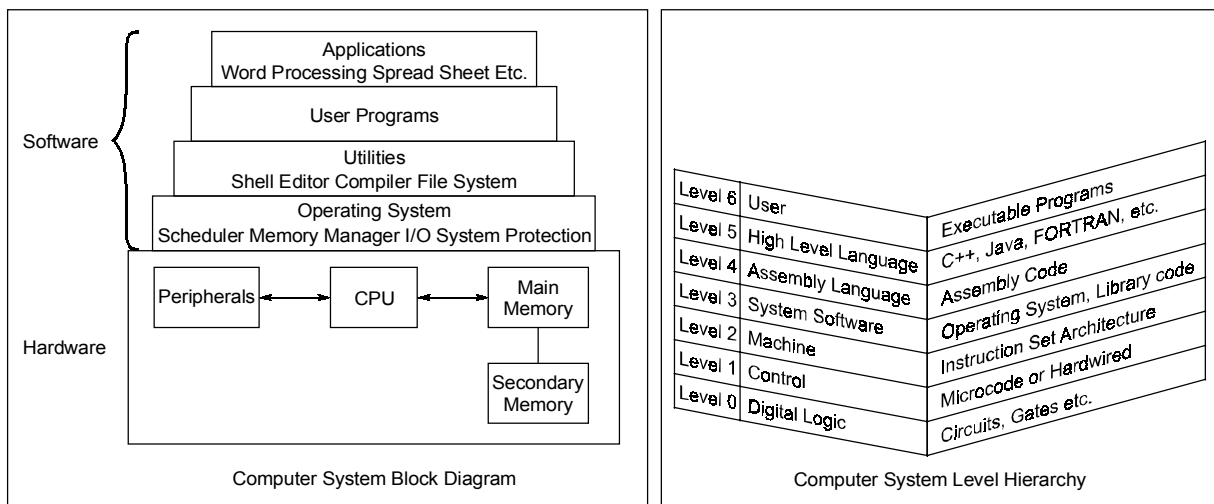 Applications
Word Processing Spread Sheet Etc.
User Programs
Software
Utilities
Shell Editor Compiler File System
Operating System
Scheduler Memory Manager I/O System Protection
Peripherals
CPU
Main
Memory
Hardware
Secondary
Memory
Computer System Block Diagram
Level 6 User Executable Programs
Level 5 High Level Language C++, Java, FORTRAN, etc.
Level 4 Assembly Language Assembly Code
Level 3 System Software Operating System, Library code
Level 2 Machine Instruction Set Architecture
Level 1 Control Microcode or Hardwired
Level 0 Digital Logic Circuits, Gates etc.
Computer System Level Hierarchy